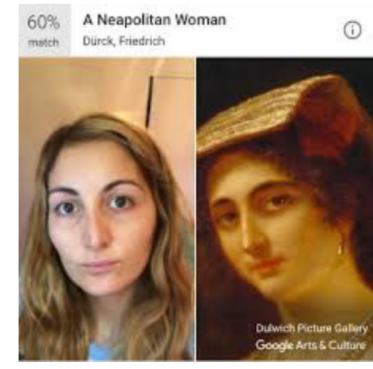 60%
match
A Neapolitan Woman
Dürck, Friedrich
Dulwich Picture Gallery
Google Arts & Culture